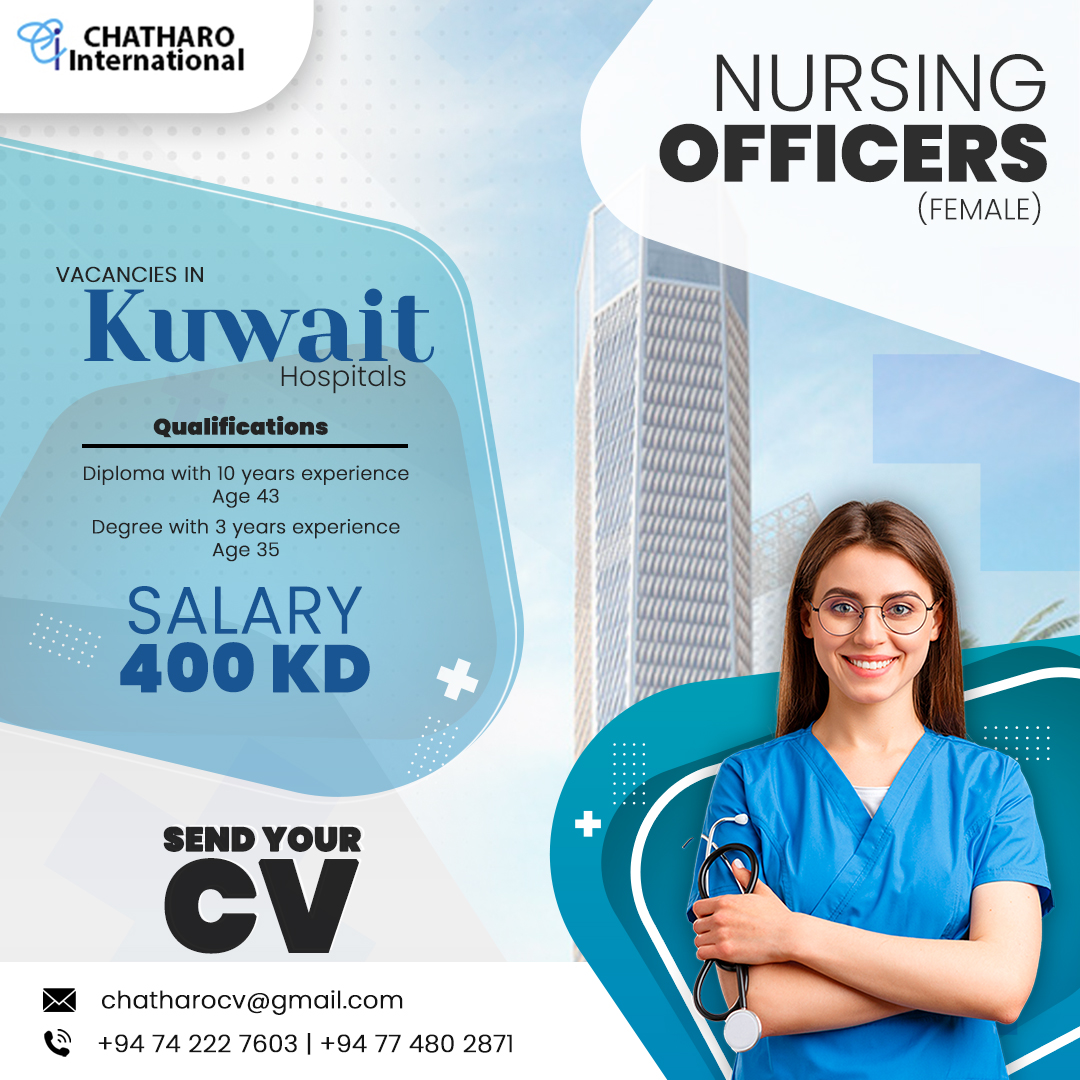 CHATHARO
International
NURSING
OFFICERS
(FEMALE)
VACANCIES IN
Kuwait
Hospitals
Qualifications
Diploma with 10 years experience
Age 43
Degree with 3 years experience
Age 35
SALARY
400 KD
SEND YOUR
CV
chatharocv@gmail.com
+94 74 222 7603 | +94 77 480 2871